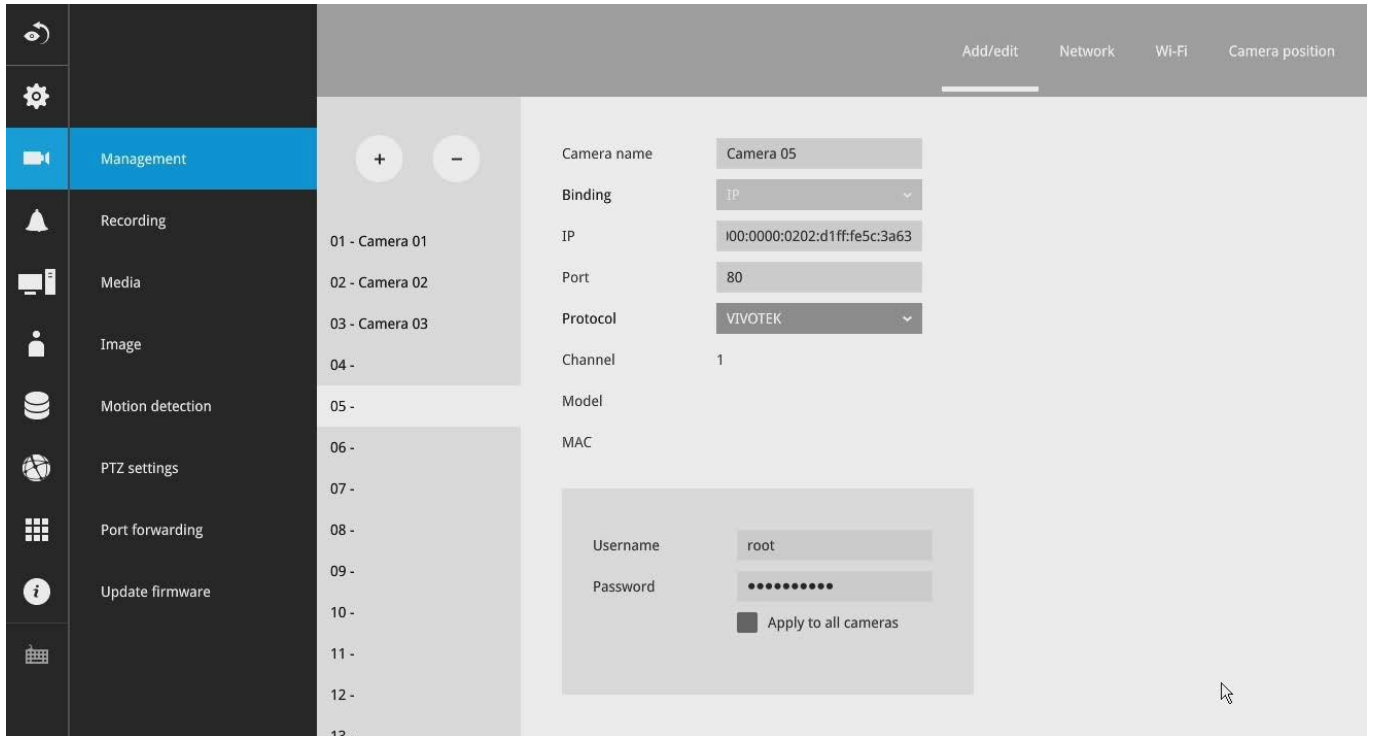 Add/edit Network Wi-Fi Camera position
Management
Recording
Media
Image
Motion detection
PTZ settings
Port forwarding
Update firmware
+ −
01 - Camera 01
02 - Camera 02
03 - Camera 03
04 -
05 -
06 -
07 -
08 -
09 -
10 -
11 -
12 -
Camera name Camera 05
Binding IP
IP 00:0000:0202:d1ff:fe5c:3a63
Port 80
Protocol VIVOTEK
Channel 1
Model
MAC
Username root
Password ••••••••••
Apply to all cameras